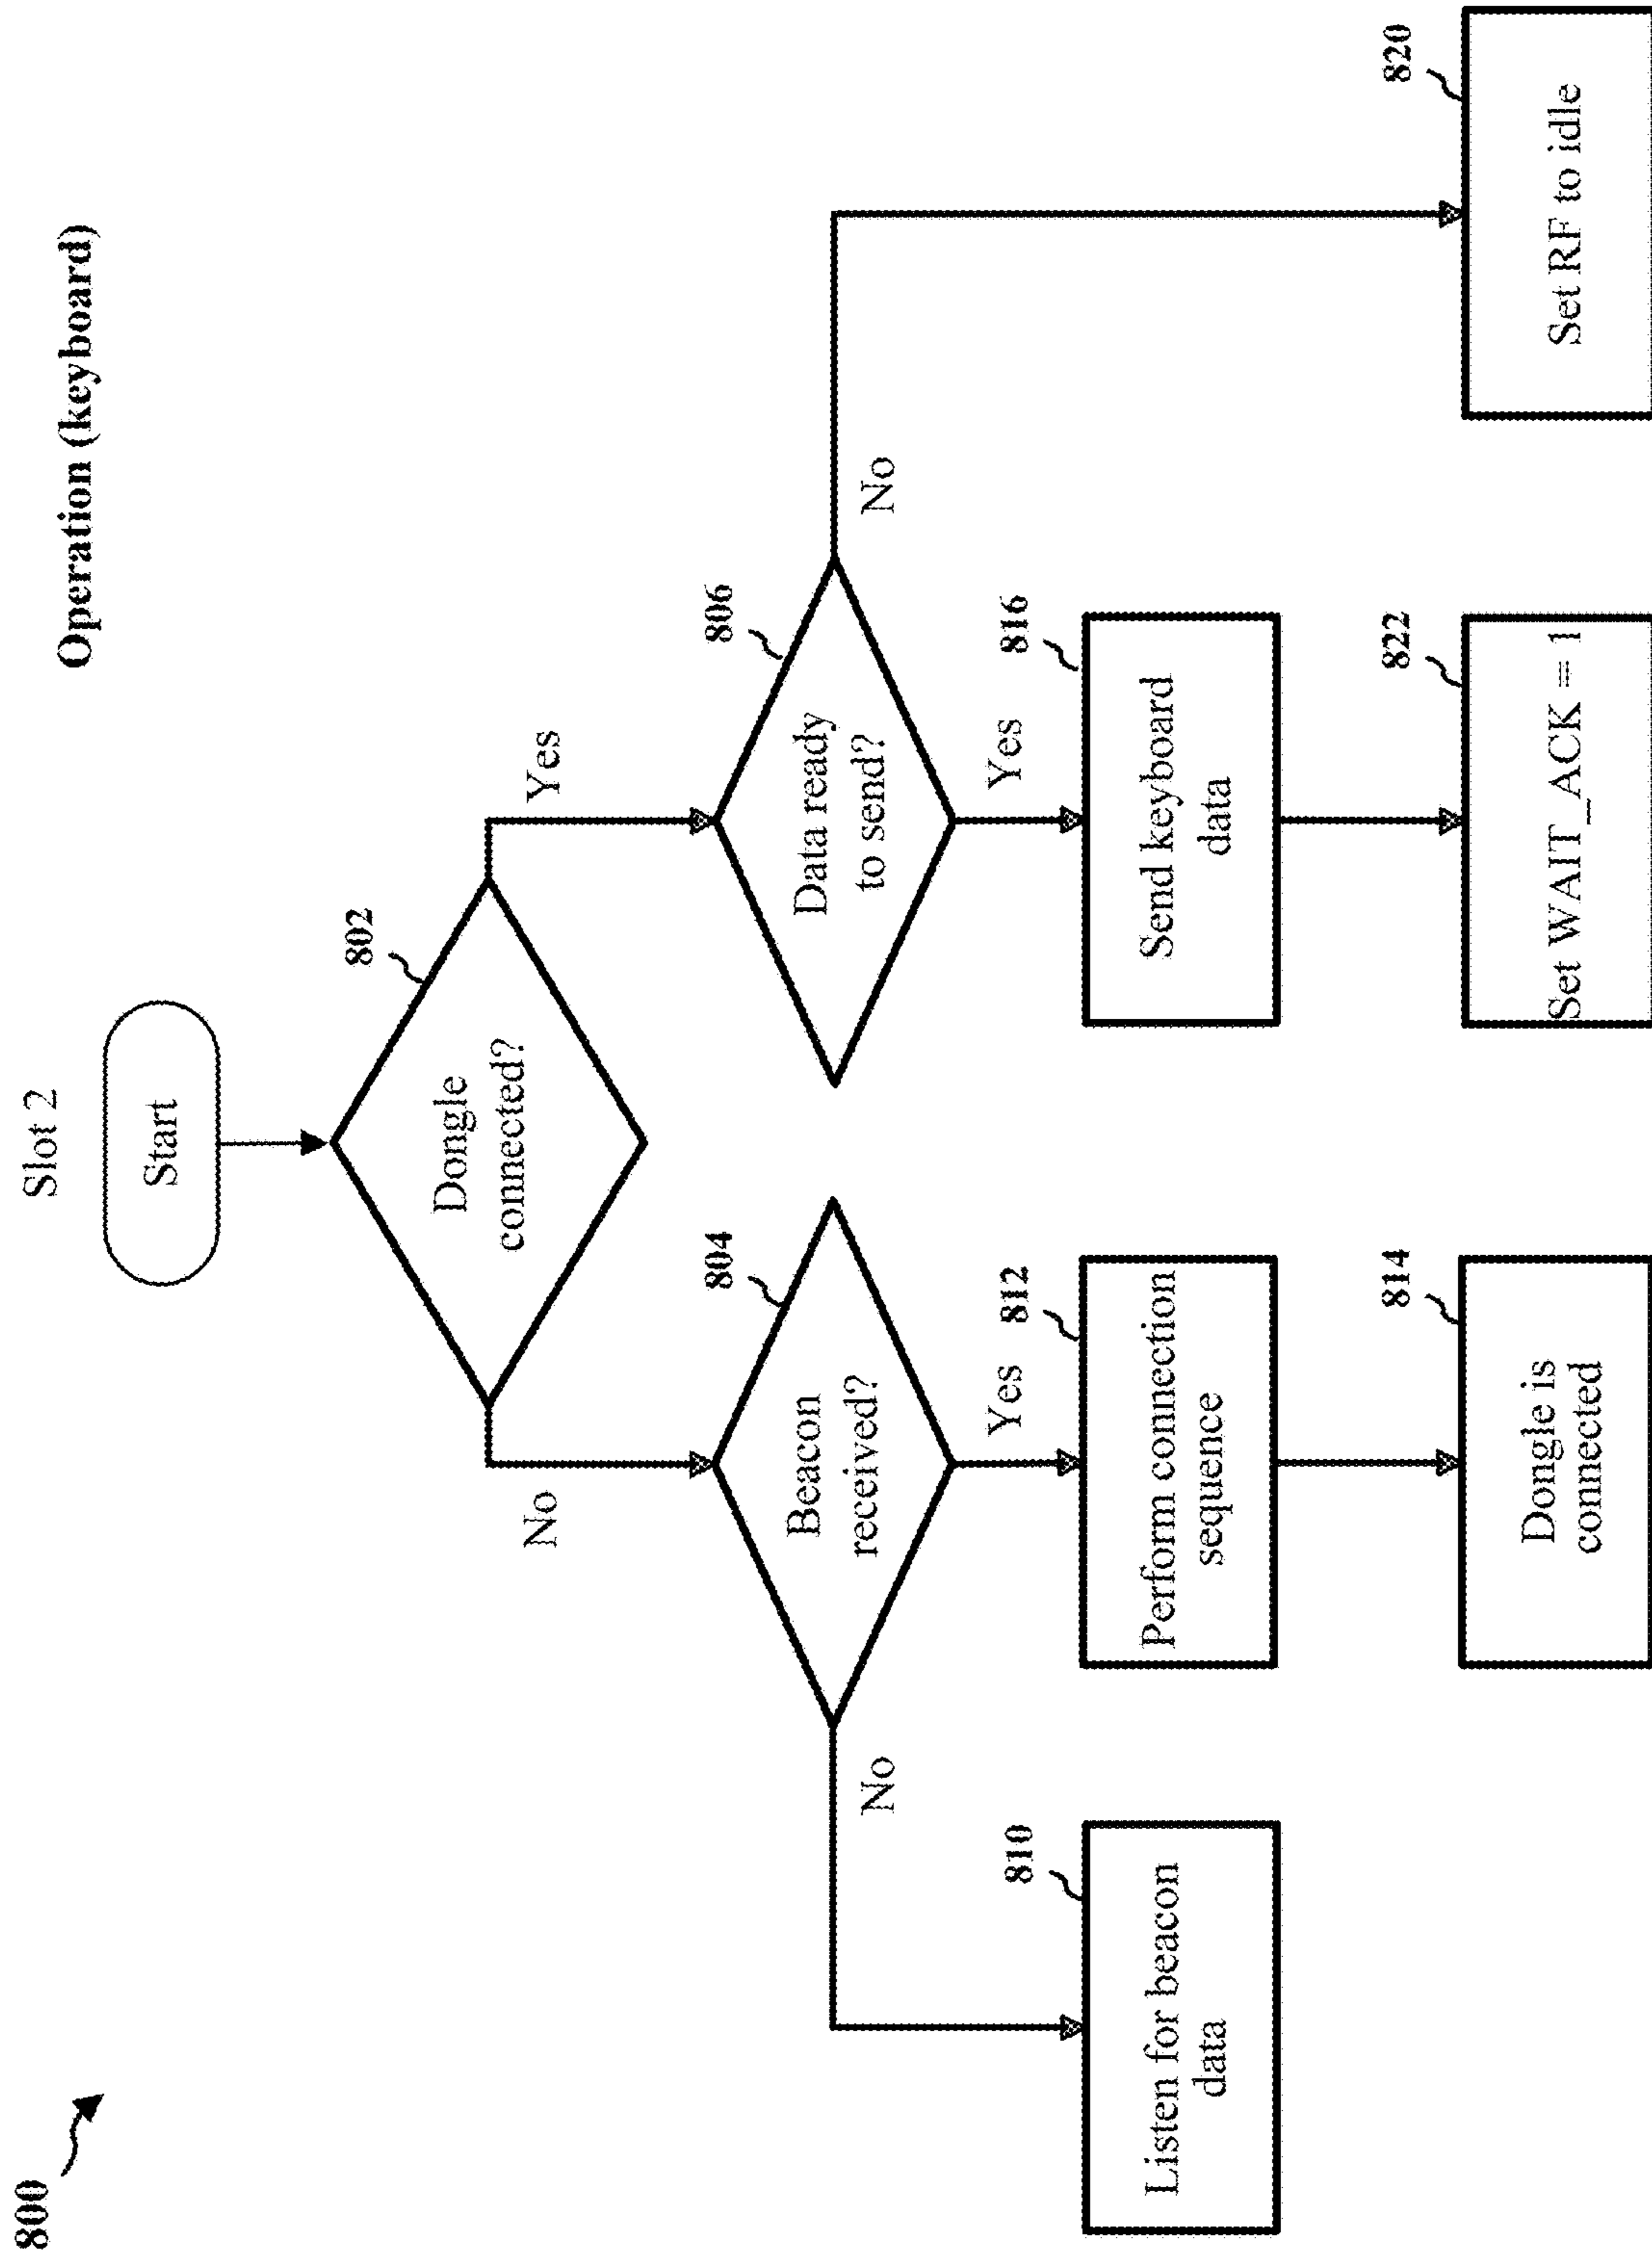 800
Operation (keyboard)
Slot 2
Start
802
Dongle
connected?
No
Yes
804
Beacon
received?
806
Data ready
to send?
No
Yes
Yes
No
810
Listen for beacon
data
812
Perform connection
sequence
816
Send keyboard
data
814
Dongle is
connected
822
Set WAIT_ACK = 1
820
Set RF to idle